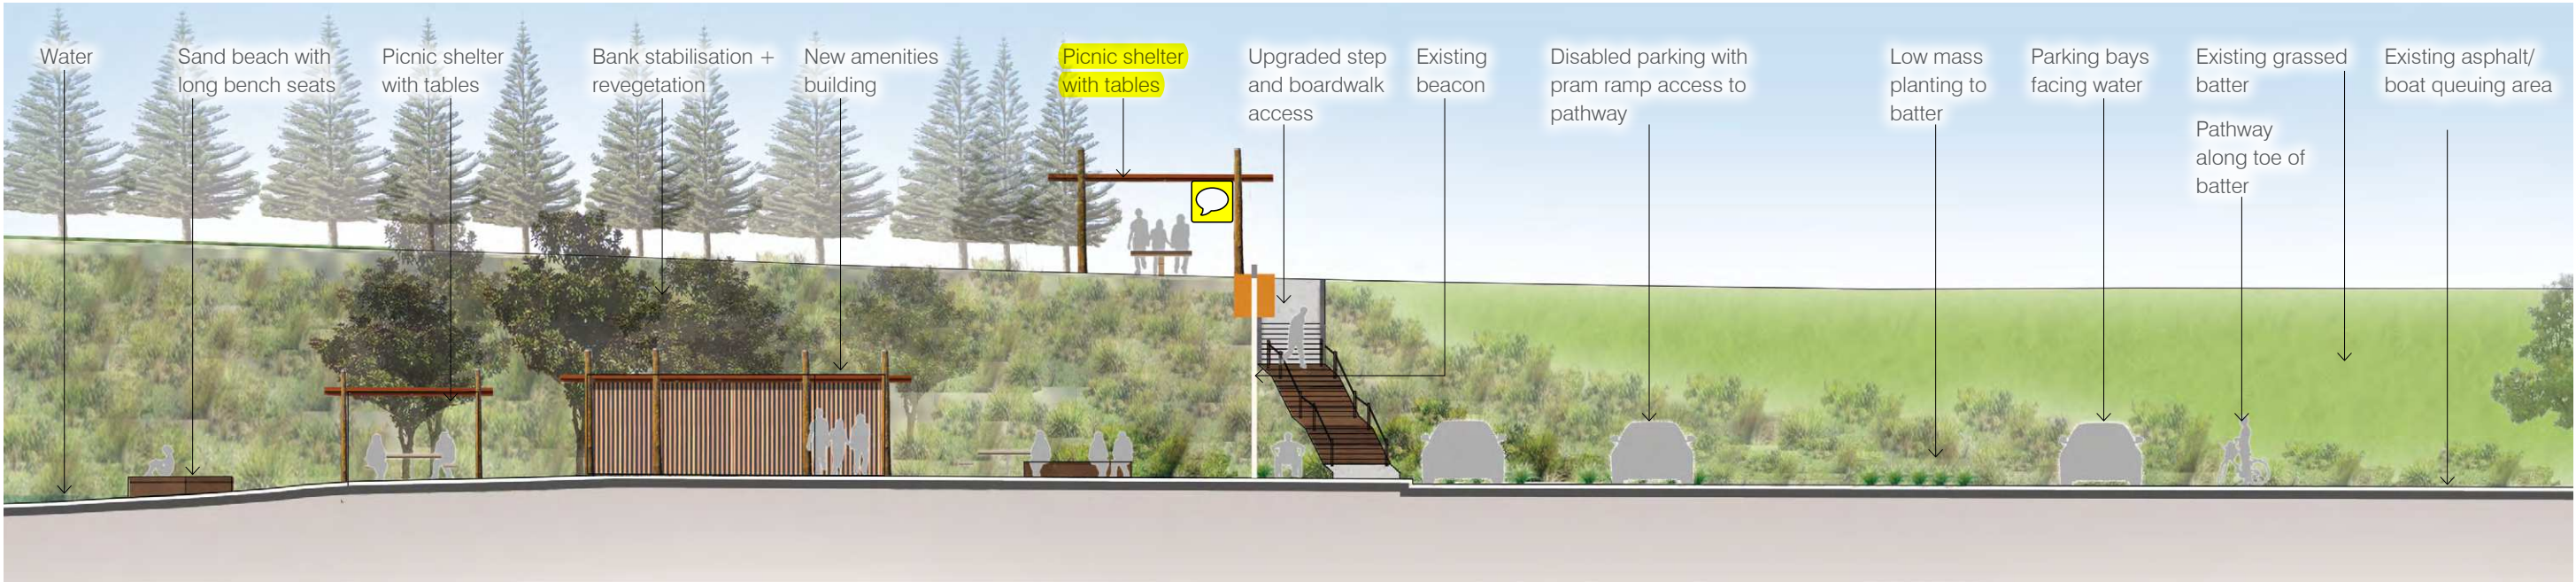 Water
Sand beach with
long bench seats
Picnic shelter
with tables
Bank stabilisation +
revegetation
New amenities
building
Picnic shelter
with tables
Upgraded step
and boardwalk
access
Existing
beacon
Disabled parking with
pram ramp access to
pathway
Low mass
planting to
batter
Parking bays
facing water
Existing grassed
batter
Pathway
along toe of
batter
Existing asphalt/
boat queuing area